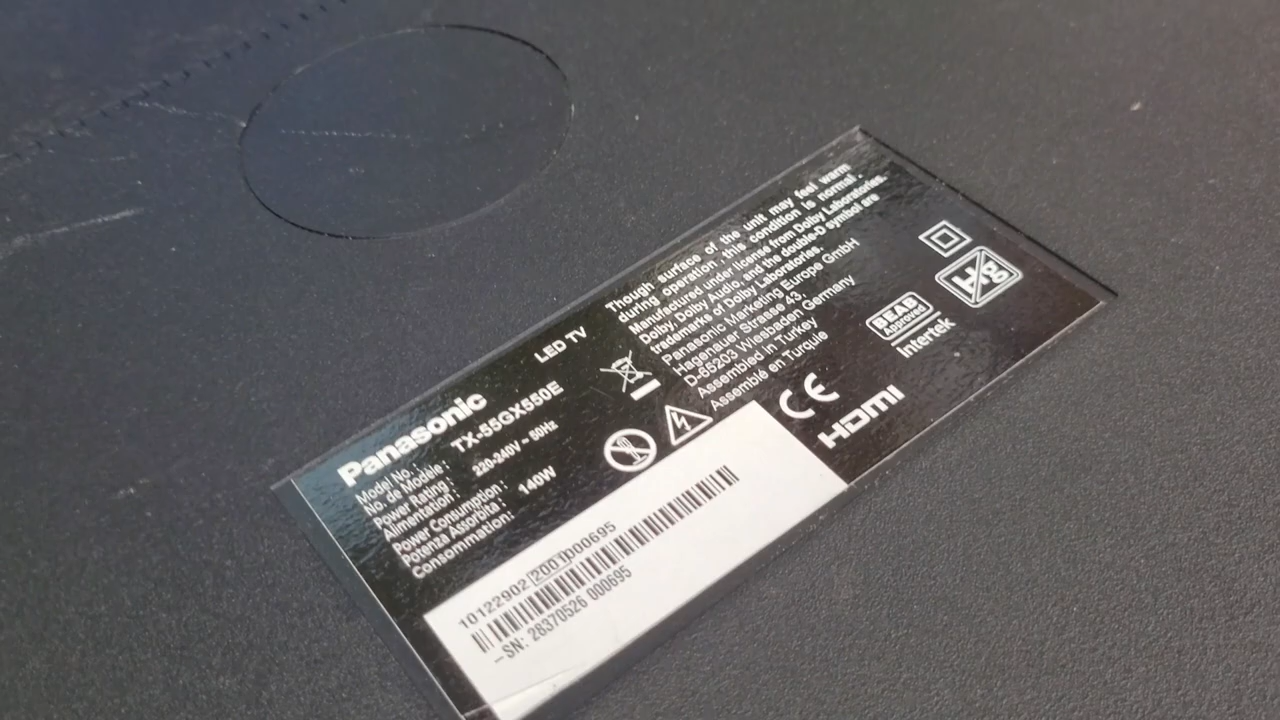 Panasonic
LED TV
Model No. :
No. de Modèle :
TX-55GX550E
Power Rating :
Alimentation :
220-240V ~ 50Hz
Power Consumption :
Potenza Assorbita :
Consommation:
140W
Though surface of the unit may feel warm
during operation , this condition is normal .
Manufactured under license from Dolby Laboratories.
Dolby, Dolby Audio, and the double-D symbol are
trademarks of Dolby Laboratories.
Panasonic Marketing Europe GmbH
Hagenauer Strasse 43,
D-65203 Wiesbaden Germany
Assembled in Turkey
Assemblé en Turquie
Hg
BEAB
Approved
Intertek
CE
HDMI
10122902 2001 000695
SN: 28370526 000695